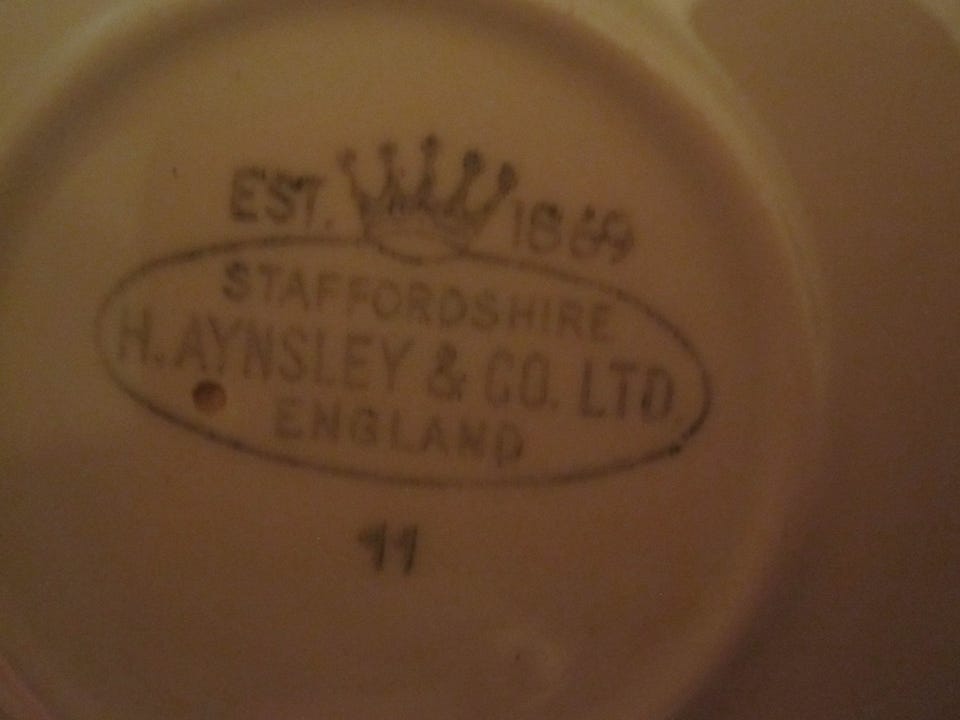 EST. 1869
STAFFORDSHIRE
H. AYNSLEY & CO. LTD.
ENGLAND
11